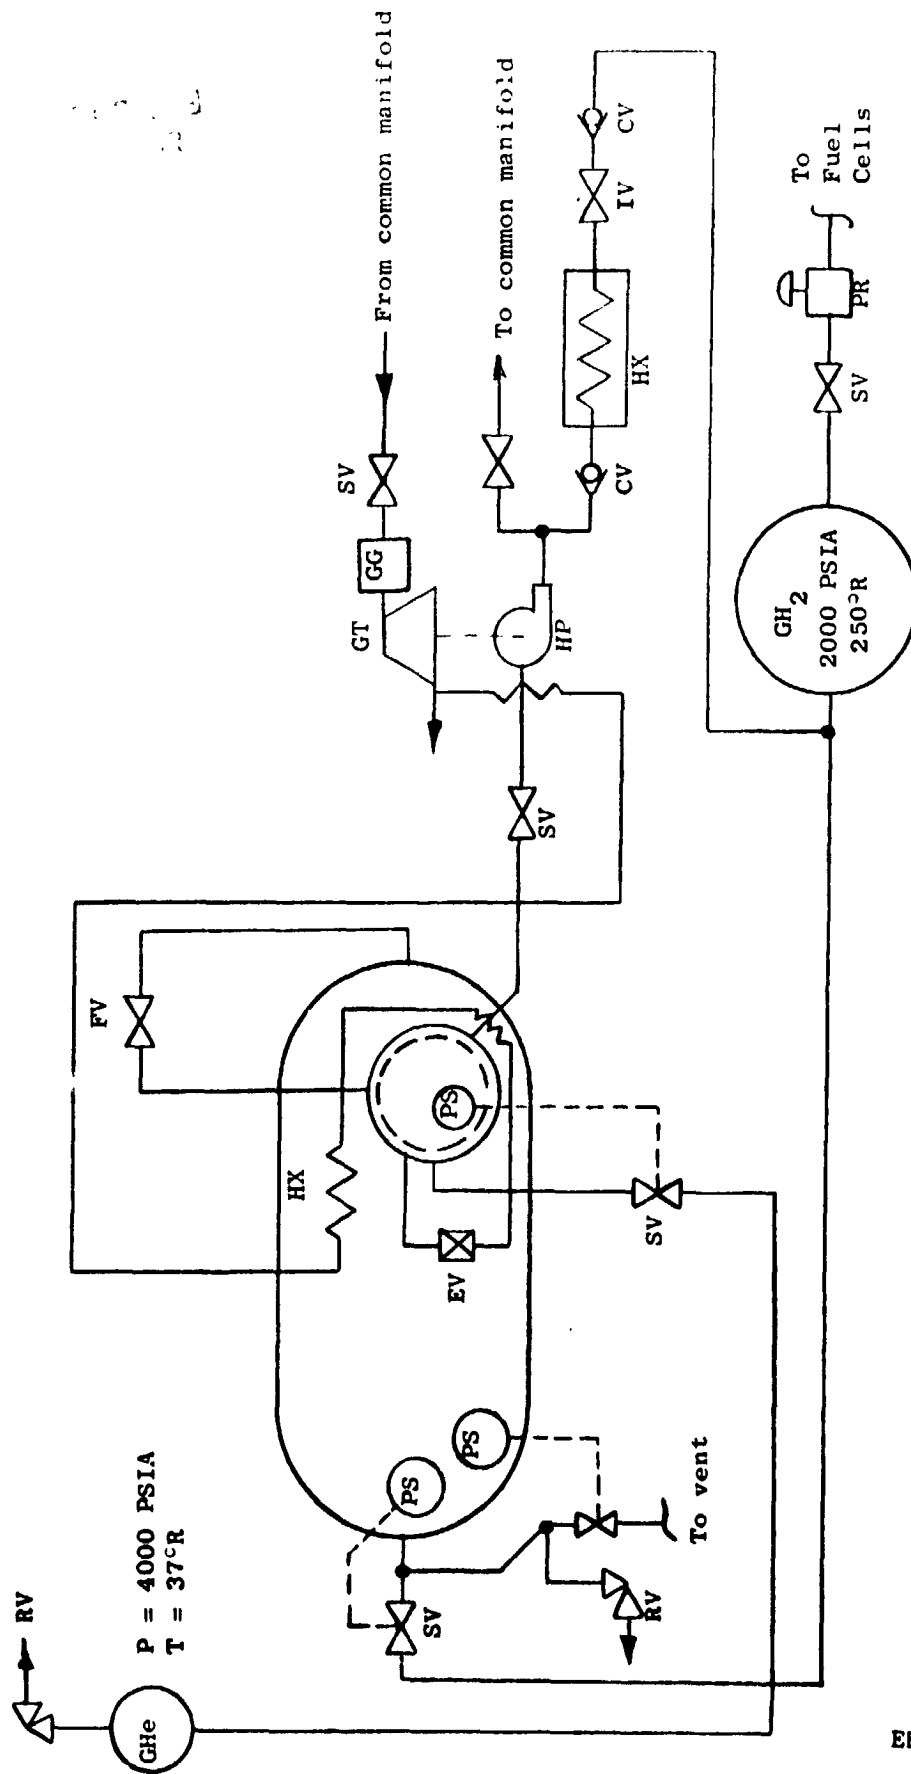 RV
GHe
P = 4000 PSIA
T = 37°R
FV
HX
SV
GT
GG
From common manifold
PS
PS
PS
EV
SV
SV
HP
To common manifold
CV
HX
IV
CV
RV
To vent
SV
GH2
2000 PSIA
250°R
SV
PR
To
Fuel
Cells